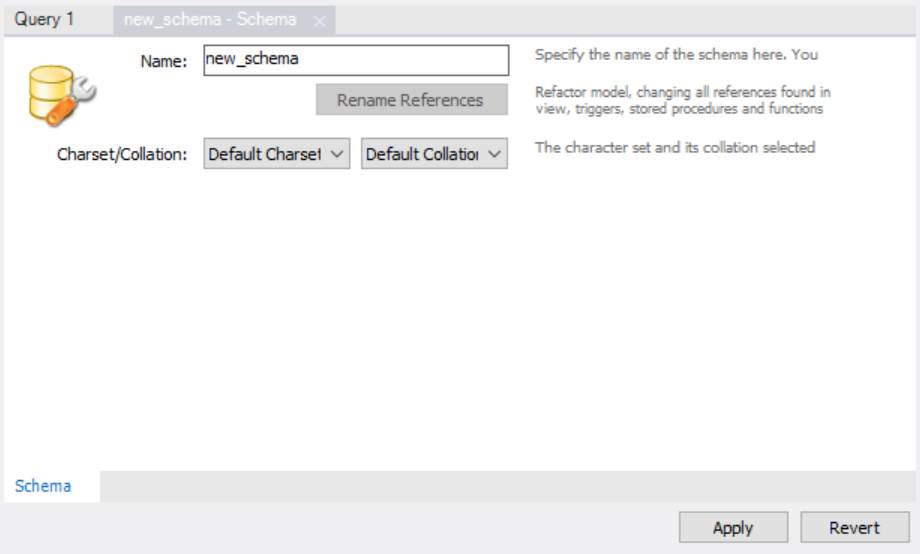 Query 1
new_schema - Schema
Name:
new_schema
Specify the name of the schema here. You
Rename References
Refactor model, changing all references found in
view, triggers, stored procedures and functions
Charset/Collation:
Default Charset
Default Collation
The character set and its collation selected
Schema
Apply
Revert